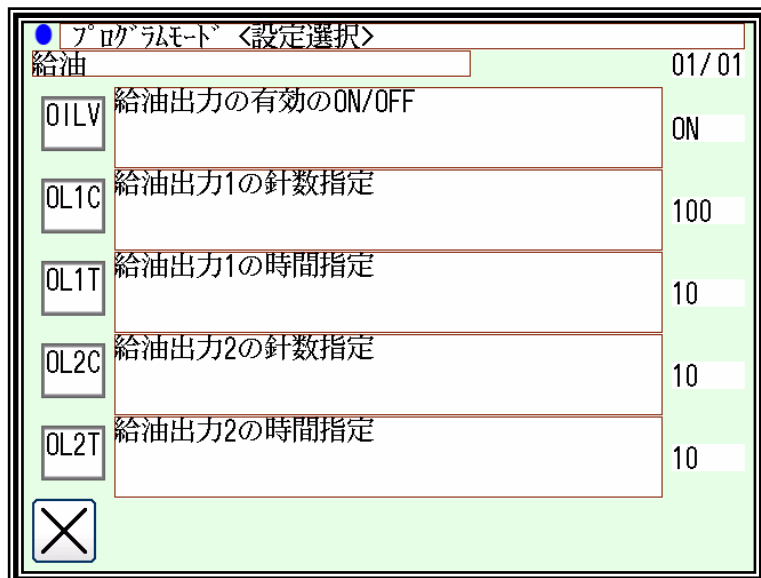 ﾌﾟﾛｸﾞﾗﾑﾓｰﾄﾞ <設定選択>
給油 01/01
OILV 給油出力の有効のON/OFF ON
OL1C 給油出力1の針数指定 100
OL1T 給油出力1の時間指定 10
OL2C 給油出力2の針数指定 10
OL2T 給油出力2の時間指定 10